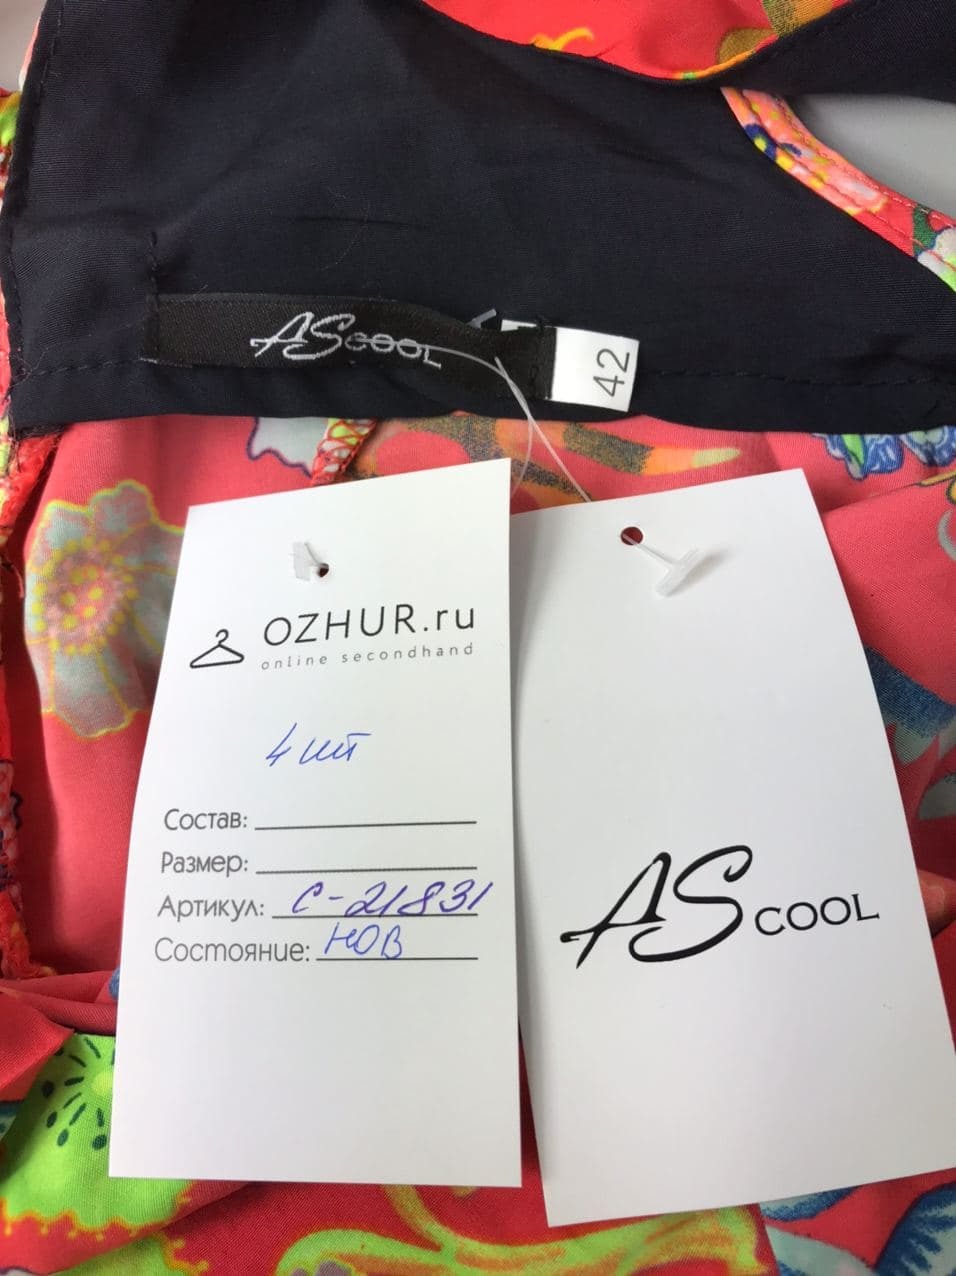 AS COOL
42
OZHUR.ru
online secondhand
4 шт
Состав:
Размер:
Артикул: С-21831
Состояние: НОВ
AS COOL